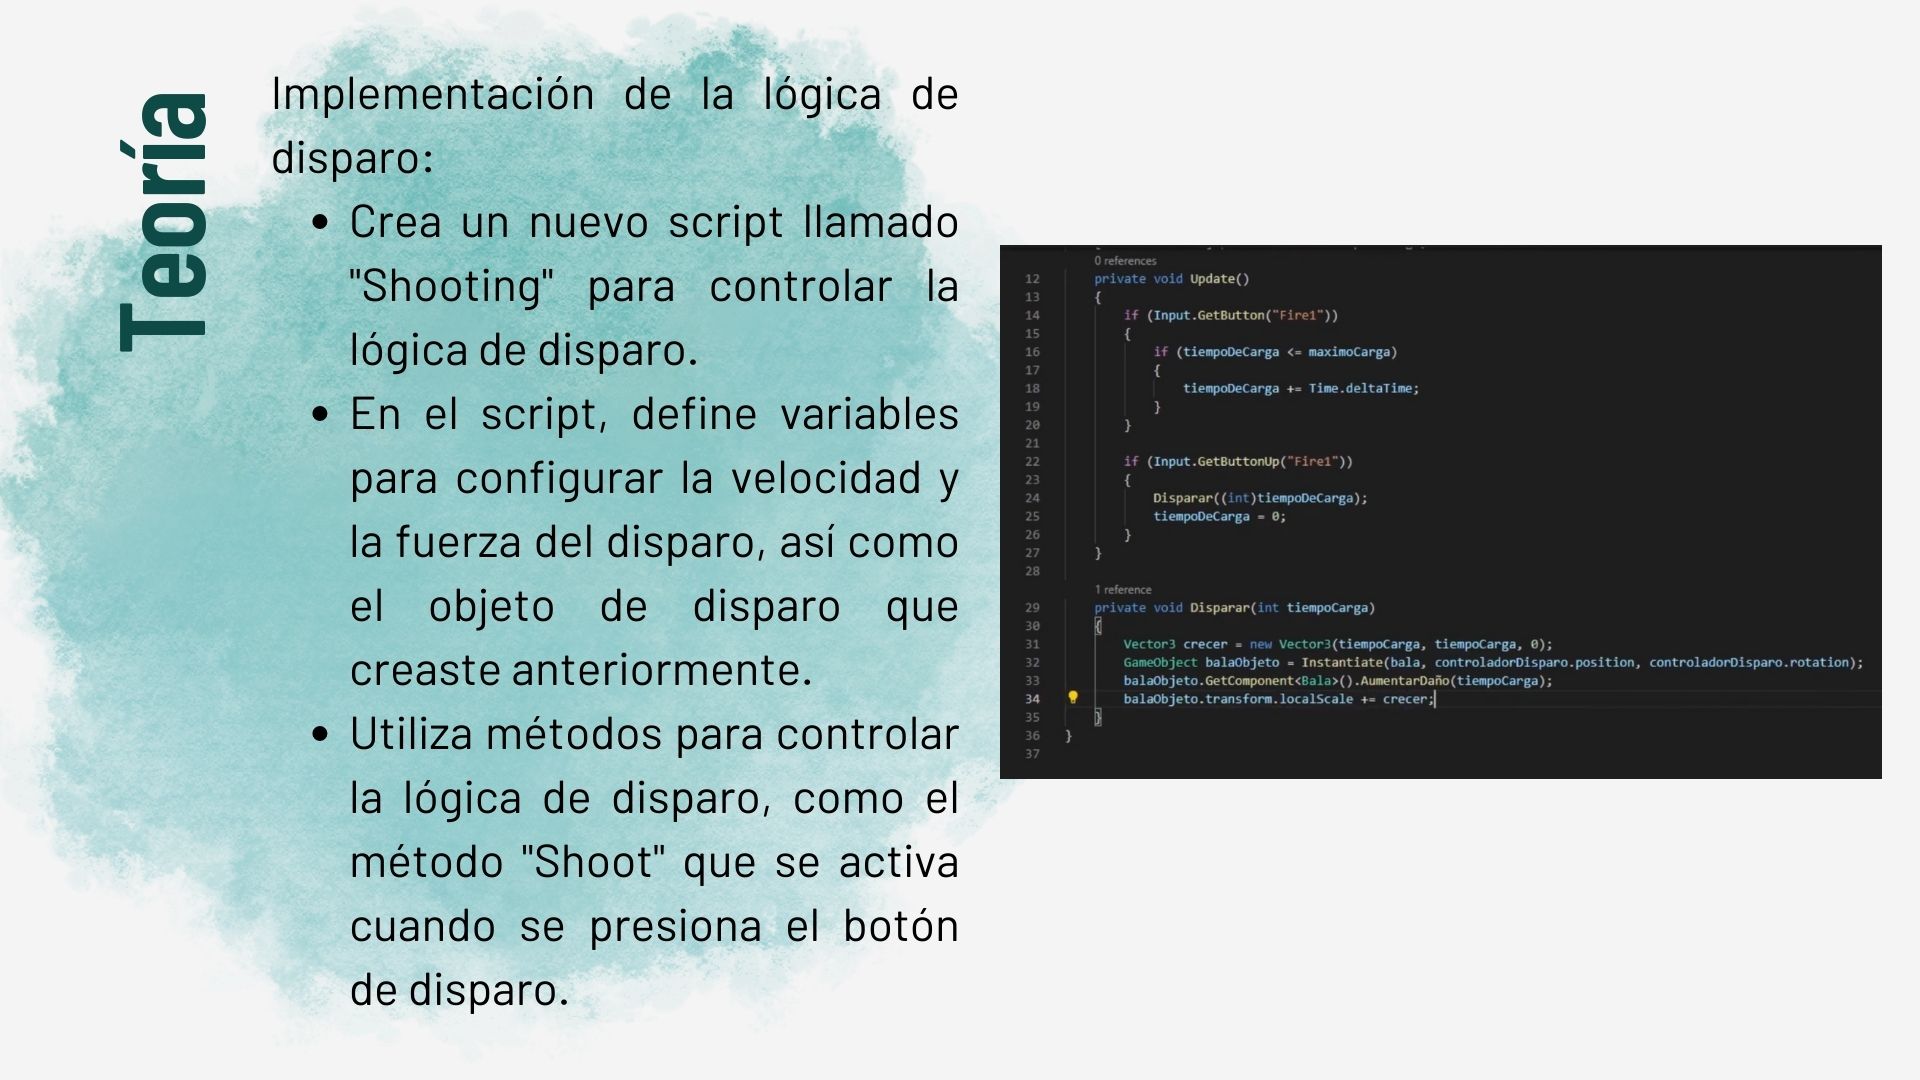 Teoría
Implementación de la lógica de
disparo:
• Crea un nuevo script llamado
"Shooting" para controlar la
lógica de disparo.
• En el script, define variables
para configurar la velocidad y
la fuerza del disparo, así como
el objeto de disparo que
creaste anteriormente.
• Utiliza métodos para controlar
la lógica de disparo, como el
método "Shoot" que se activa
cuando se presiona el botón
de disparo.
0 references
12 private void Update()
13 {
14 if (Input.GetButton("Fire1"))
15 {
16 if (tiempoDeCarga <= maximoCarga)
17 {
18 tiempoDeCarga += Time.deltaTime;
19 }
20 }
21
22 if (Input.GetButtonUp("Fire1"))
23 {
24 Disparar((int)tiempoDeCarga);
25 tiempoDeCarga = 0;
26 }
27 }
28
1 reference
29 private void Disparar(int tiempoCarga)
30 {
31 Vector3 crecer = new Vector3(tiempoCarga, tiempoCarga, 0);
32 GameObject balaObjeto = Instantiate(bala, controladorDisparo.position, controladorDisparo.rotation);
33 balaObjeto.GetComponent<Bala>().AumentarDaño(tiempoCarga);
34 balaObjeto.transform.localScale += crecer;
35 }
36 }
37